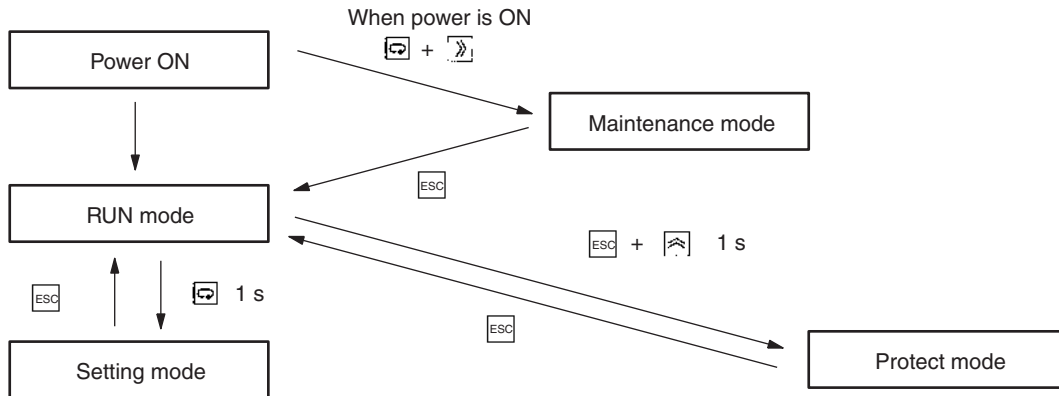 When power is ON
+
Power ON
Maintenance mode
ESC
RUN mode
ESC + 1 s
ESC
1 s
ESC
Setting mode
Protect mode